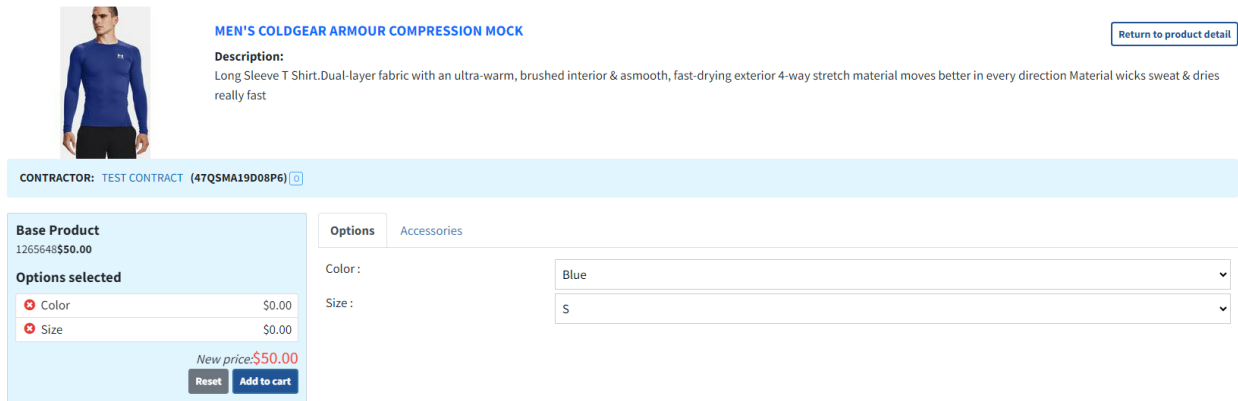 MEN'S COLDGEAR ARMOUR COMPRESSION MOCK
Return to product detail
Description:
Long Sleeve T Shirt.Dual-layer fabric with an ultra-warm, brushed interior & asmooth, fast-drying exterior 4-way stretch material moves better in every direction Material wicks sweat & dries
really fast
CONTRACTOR: TEST CONTRACT (47QSMA19D08P6) O
Base Product
1265648$50.00
Options selected
Color $0.00
Size $0.00
New price:$50.00
Reset Add to cart
Options Accessories
Color : Blue
Size : S